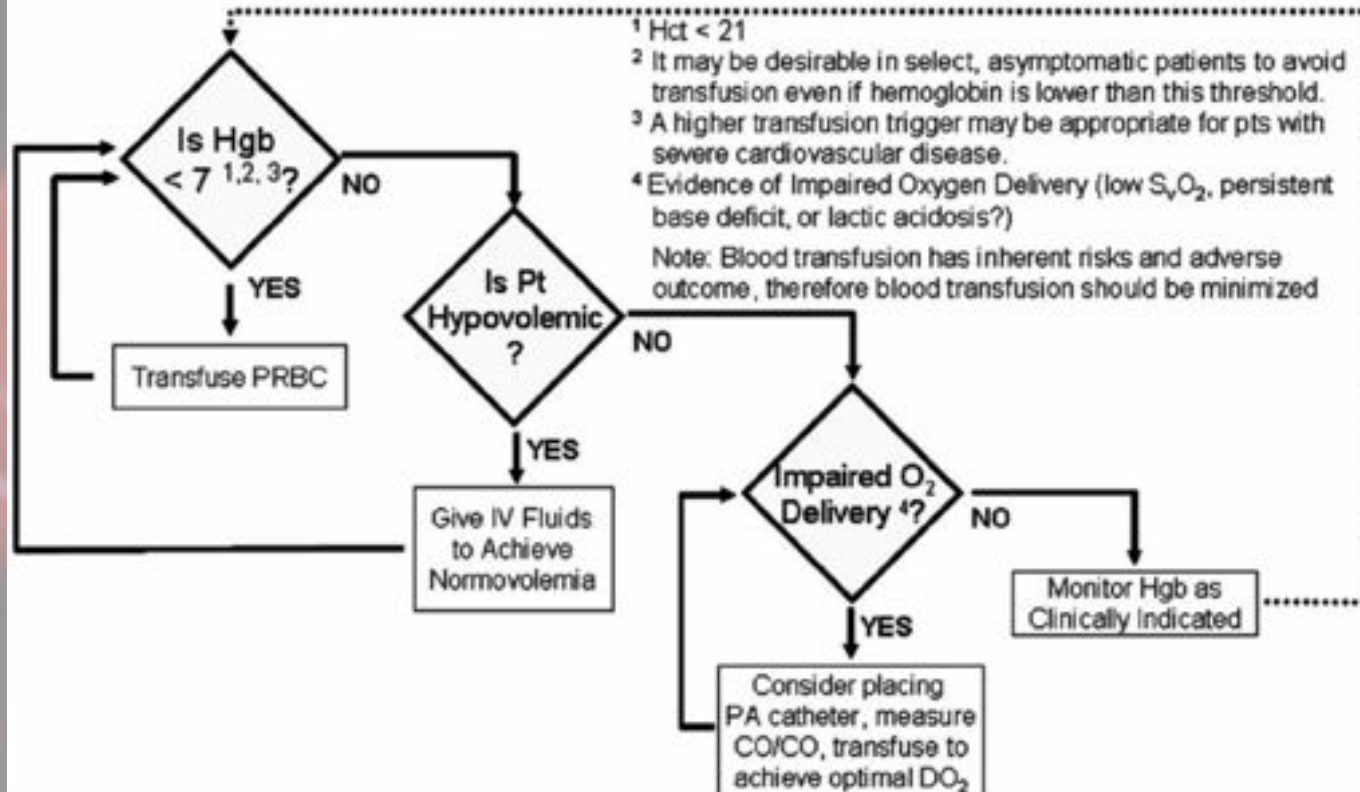 ¹ Hct < 21
² It may be desirable in select, asymptomatic patients to avoid
transfusion even if hemoglobin is lower than this threshold.
³ A higher transfusion trigger may be appropriate for pts with
severe cardiovascular disease.
⁴ Evidence of Impaired Oxygen Delivery (low SᵥO₂, persistent
base deficit, or lactic acidosis?)
Note: Blood transfusion has inherent risks and adverse
outcome, therefore blood transfusion should be minimized
Is Hgb
< 7 ¹,²,³?
NO
YES
Transfuse PRBC
Is Pt
Hypovolemic
?
NO
YES
Give IV Fluids
to Achieve
Normovolemia
Impaired O₂
Delivery ⁴?
NO
YES
Monitor Hgb as
Clinically Indicated
Consider placing
PA catheter, measure
CO/CO, transfuse to
achieve optimal DO₂